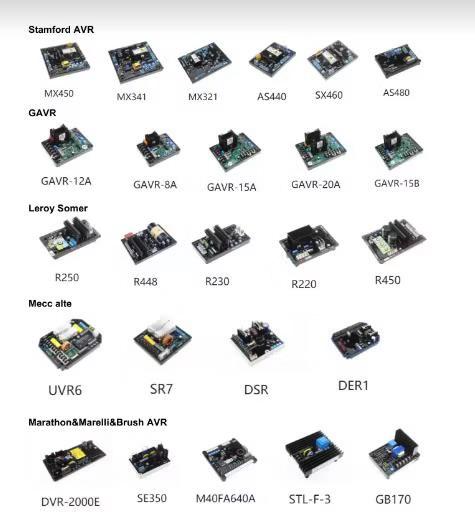 Stamford AVR
MX450 MX341 MX321 AS440 SX460 AS480
GAVR
GAVR-12A GAVR-8A GAVR-15A GAVR-20A GAVR-15B
Leroy Somer
R250 R448 R230 R220 R450
Mecc alte
UVR6 SR7 DSR DER1
Marathon&Marelli&Brush AVR
DVR-2000E SE350 M40FA640A STL-F-3 GB170